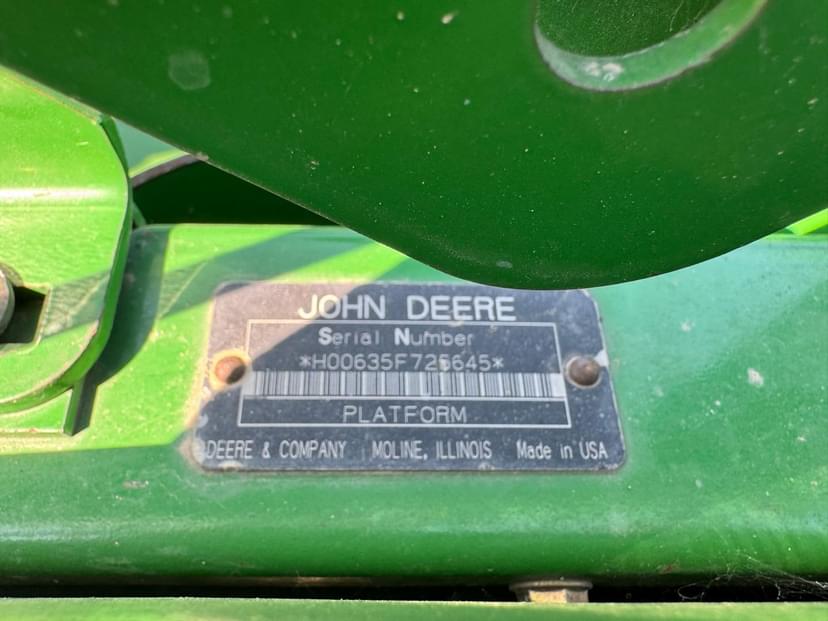 JOHN DEERE
Serial Number
*H00635F725645*
PLATFORM
DEERE & COMPANY MOLINE, ILLINOIS Made in USA